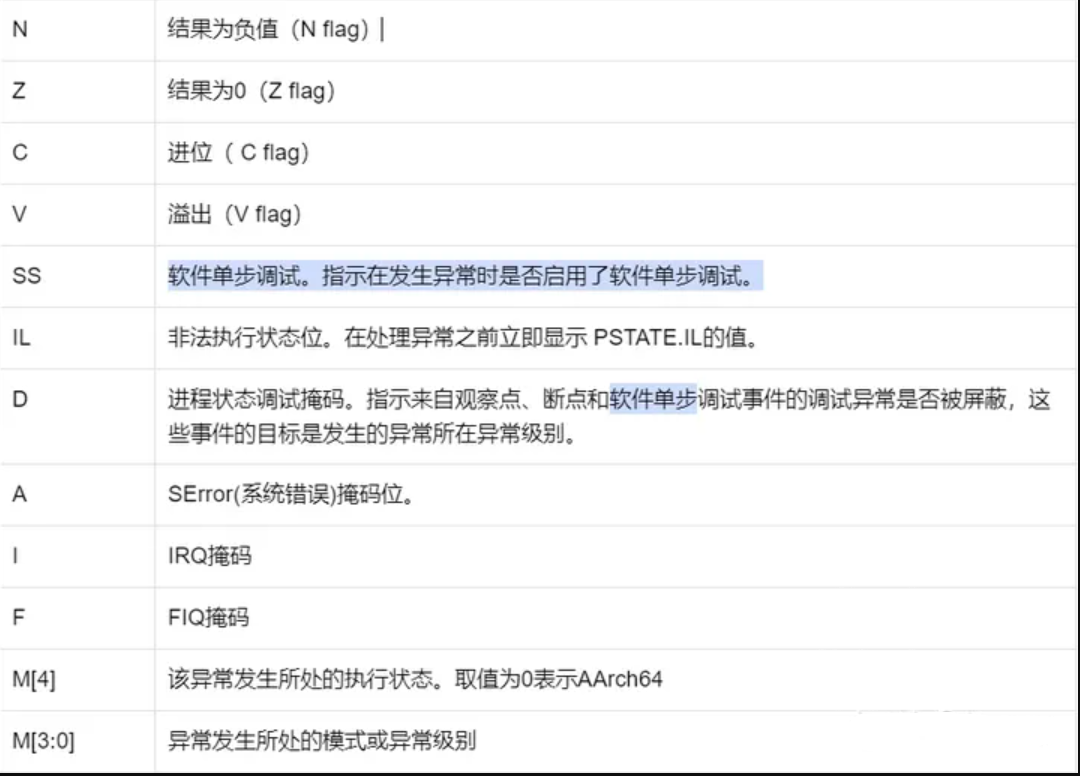 N 结果为负值（N flag）
Z 结果为0（Z flag）
C 进位（ C flag）
V 溢出（V flag）
SS 软件单步调试。指示在发生异常时是否启用了软件单步调试。
IL 非法执行状态位。在处理异常之前立即显示 PSTATE.IL的值。
D 进程状态调试掩码。指示来自观察点、断点和软件单步调试事件的调试异常是否被屏蔽，这
些事件的目标是发生的异常所在异常级别。
A SError(系统错误)掩码位。
I IRQ掩码
F FIQ掩码
M[4] 该异常发生所处的执行状态。取值为0表示AArch64
M[3:0] 异常发生所处的模式或异常级别